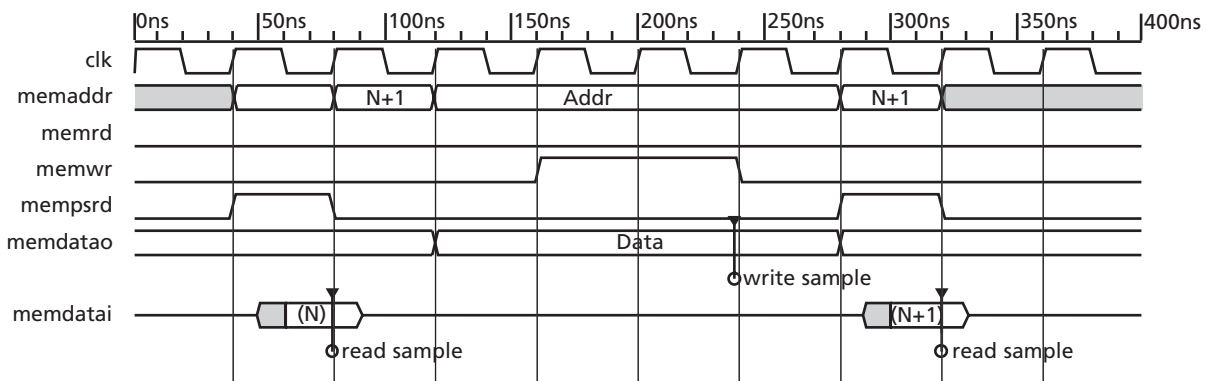 0ns 50ns 100ns 150ns 200ns 250ns 300ns 350ns 400ns
clk
memaddr N+1 Addr N+1
memrd
memwr
mempsrd
memdatao Data
write sample
memdatai (N) (N+1)
read sample read sample